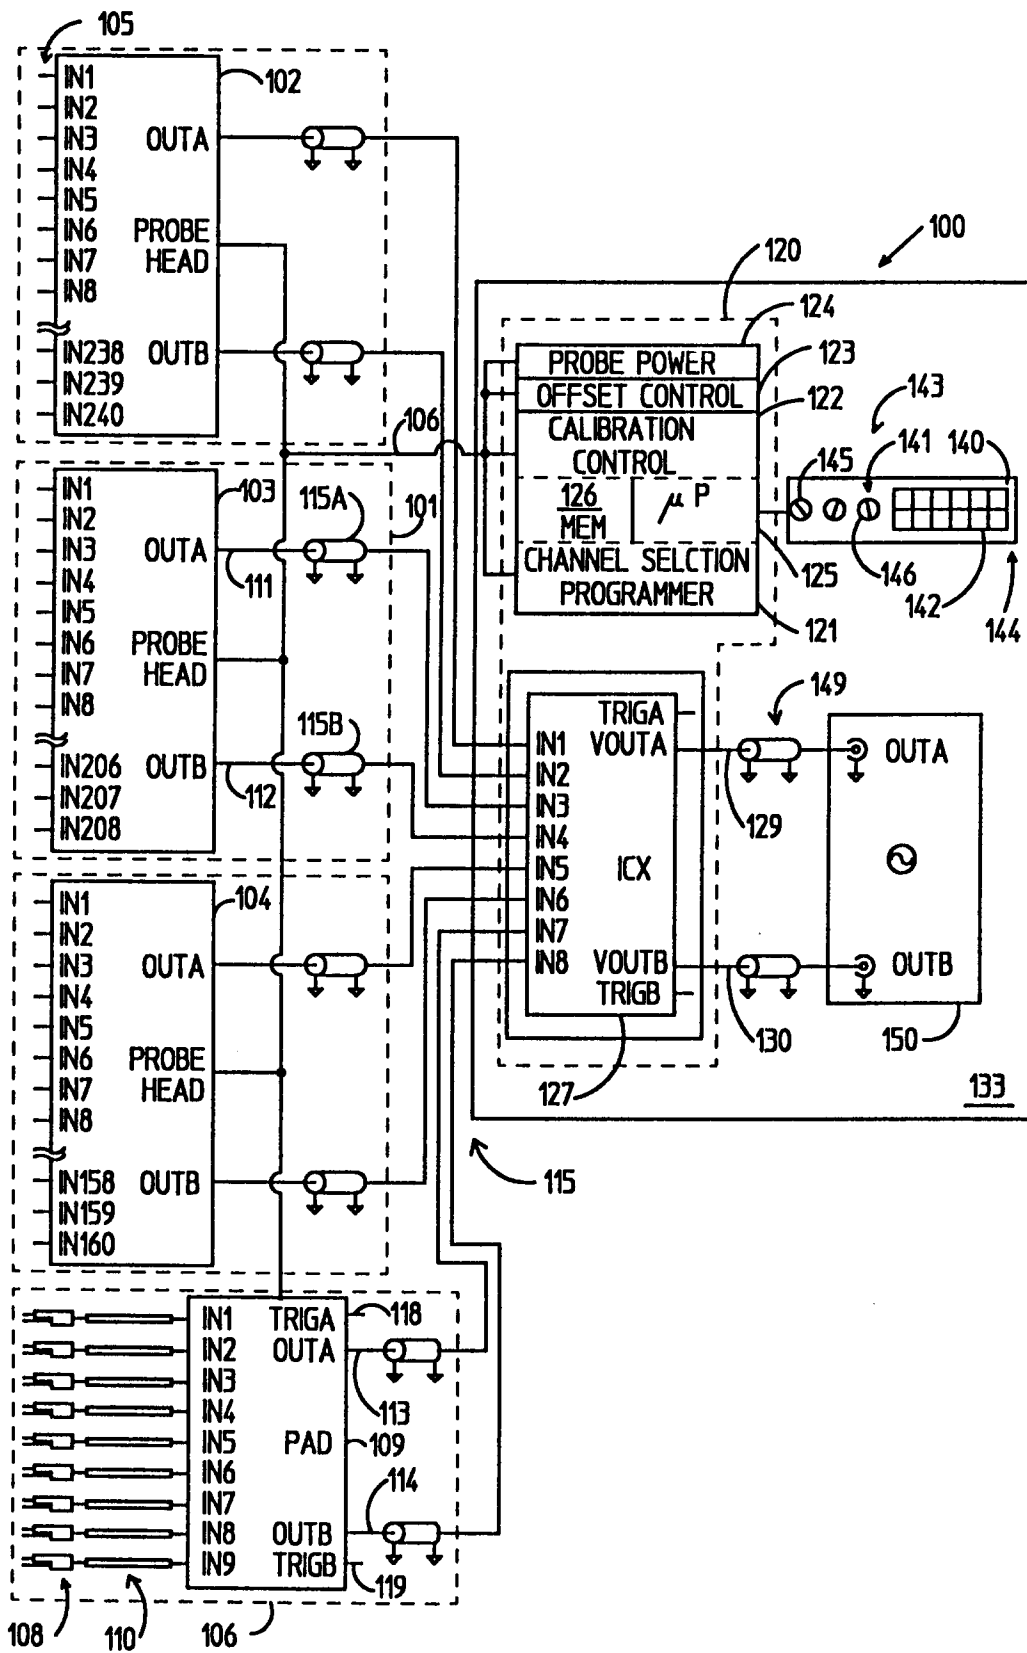 105
IN1
IN2
IN3
IN4
IN5
IN6
IN7
IN8
IN238
IN239
IN240
OUTA
PROBE
HEAD
OUTB
102
IN1
IN2
IN3
IN4
IN5
IN6
IN7
IN8
IN206
IN207
IN208
OUTA
PROBE
HEAD
OUTB
103
115A
101
111
115B
112
106
IN1
IN2
IN3
IN4
IN5
IN6
IN7
IN8
IN158
IN159
IN160
OUTA
PROBE
HEAD
OUTB
104
IN1
IN2
IN3
IN4
IN5
IN6
IN7
IN8
IN9
TRIGA
OUTA
PAD
OUTB
TRIGB
118
113
109
114
119
108
110
106
100
120
124
PROBE POWER
123
OFFSET CONTROL
122
CALIBRATION
CONTROL
126
MEM
μP
CHANNEL SELCTION
PROGRAMMER
125
121
143
145
141
140
146
142
144
TRIGA
VOUTA
IN1
IN2
IN3
IN4
IN5
IN6
IN7
IN8
ICX
VOUTB
TRIGB
127
149
129
130
OUTA
OUTB
150
133
115